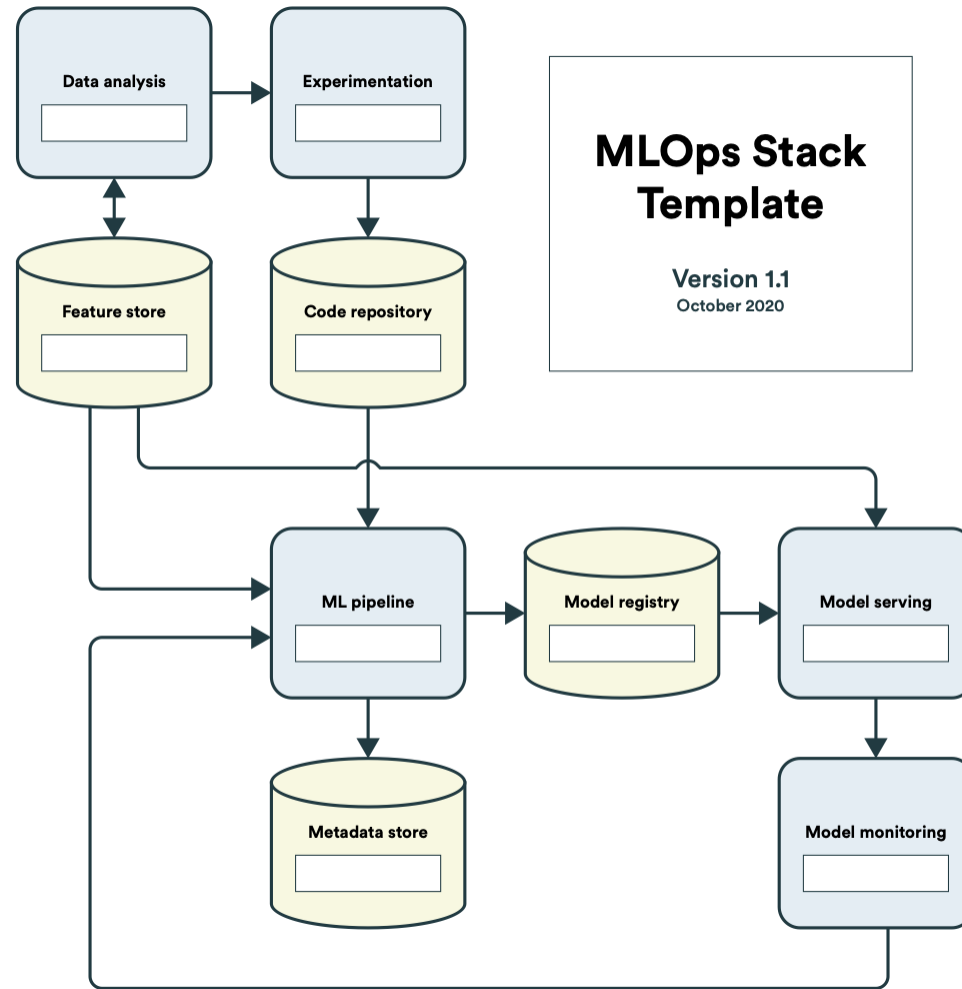 Data analysis
Experimentation
MLOps Stack
Template
Version 1.1
October 2020
Feature store
Code repository
ML pipeline
Model registry
Model serving
Metadata store
Model monitoring